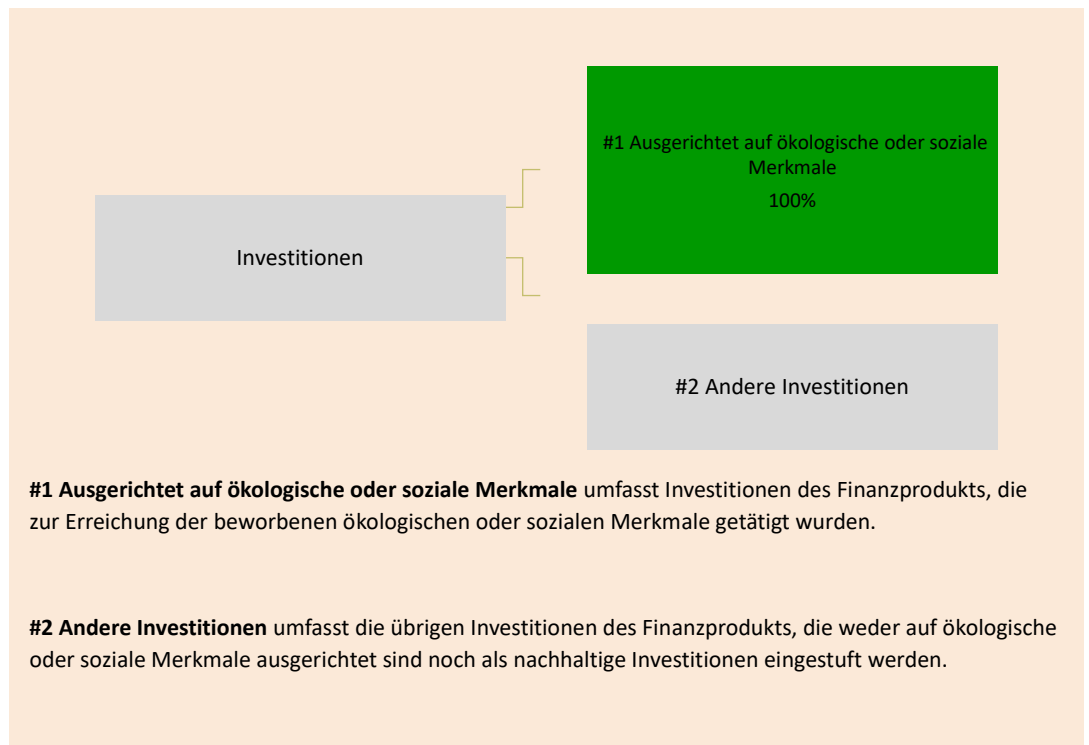 #1 Ausgerichtet auf ökologische oder soziale
Merkmale
100%
Investitionen
#2 Andere Investitionen
#1 Ausgerichtet auf ökologische oder soziale Merkmale umfasst Investitionen des Finanzprodukts, die
zur Erreichung der beworbenen ökologischen oder sozialen Merkmale getätigt wurden.
#2 Andere Investitionen umfasst die übrigen Investitionen des Finanzprodukts, die weder auf ökologische
oder soziale Merkmale ausgerichtet sind noch als nachhaltige Investitionen eingestuft werden.